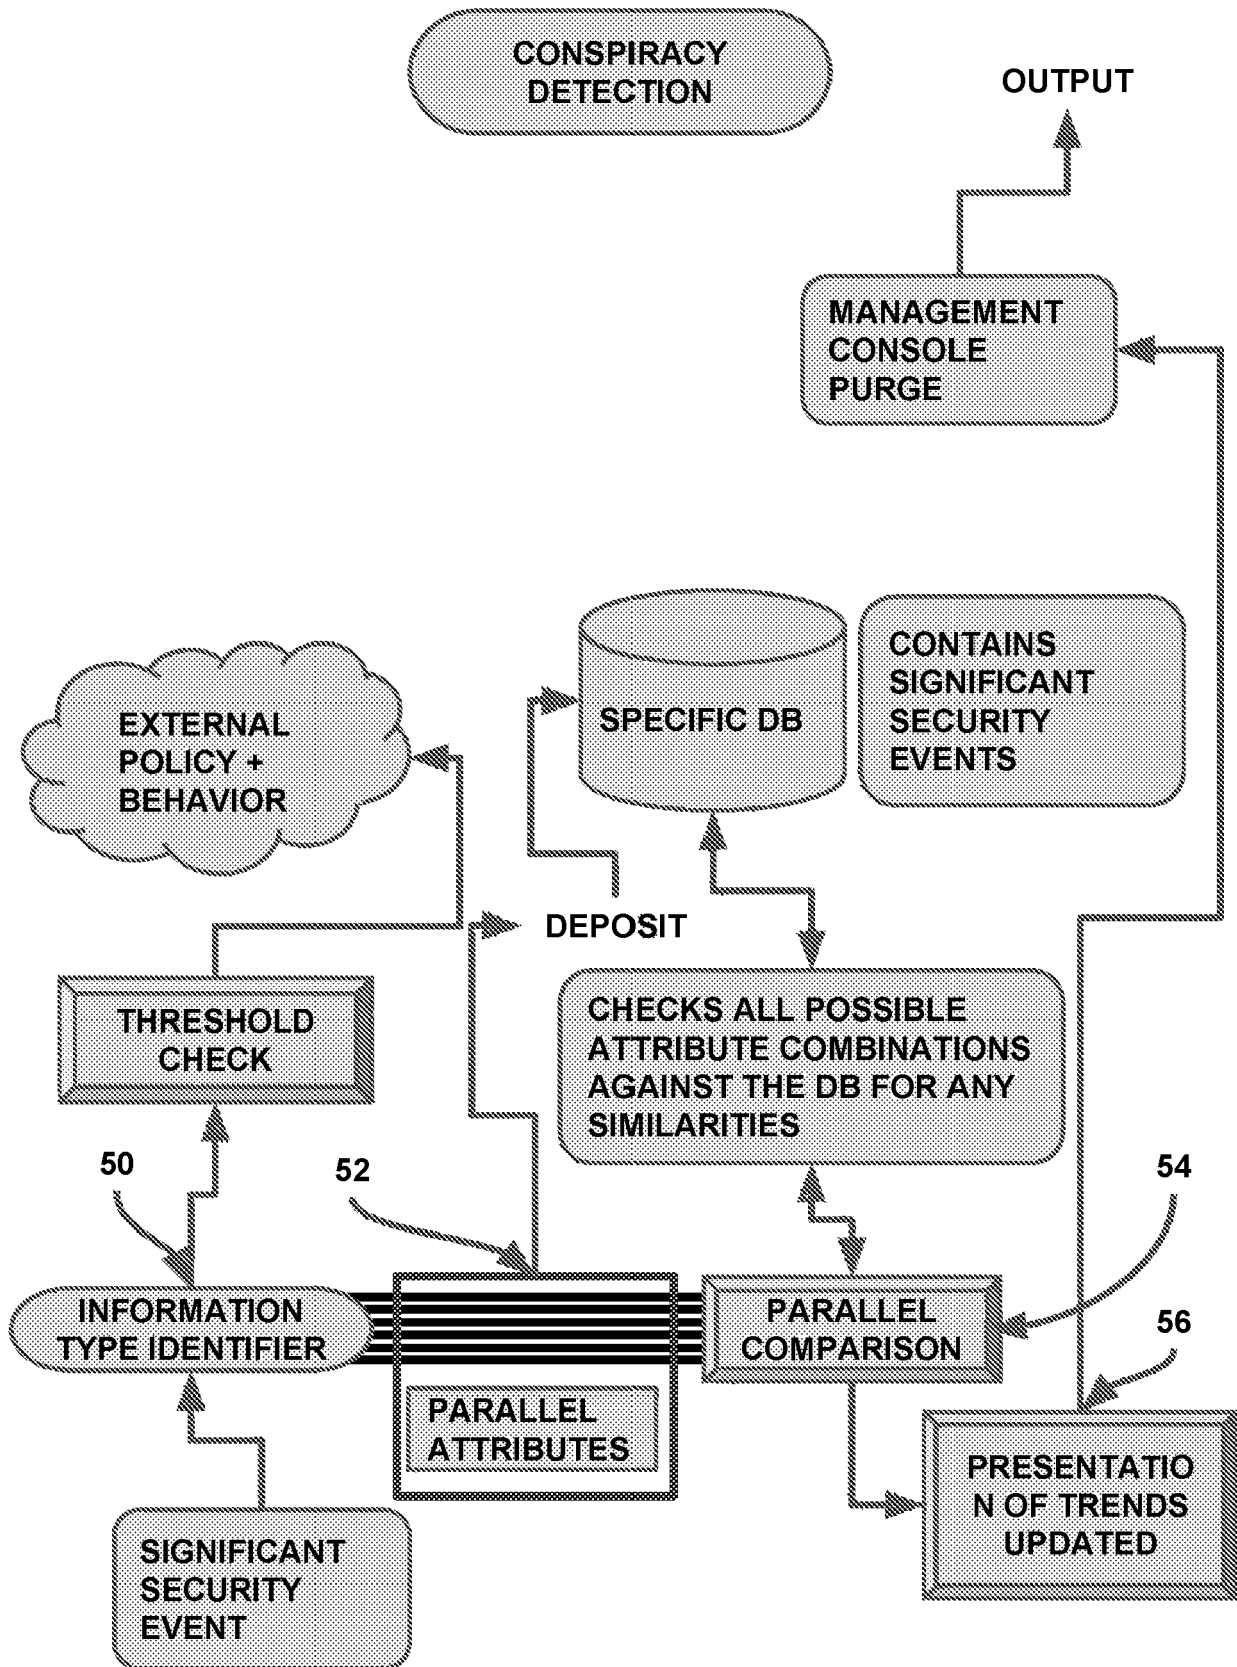 CONSPIRACY
DETECTION
OUTPUT
MANAGEMENT
CONSOLE
PURGE
EXTERNAL
POLICY +
BEHAVIOR
SPECIFIC DB
CONTAINS
SIGNIFICANT
SECURITY
EVENTS
DEPOSIT
THRESHOLD
CHECK
CHECKS ALL POSSIBLE
ATTRIBUTE COMBINATIONS
AGAINST THE DB FOR ANY
SIMILARITIES
50
52
54
INFORMATION
TYPE IDENTIFIER
PARALLEL
COMPARISON
56
PARALLEL
ATTRIBUTES
PRESENTATIO
N OF TRENDS
UPDATED
SIGNIFICANT
SECURITY
EVENT